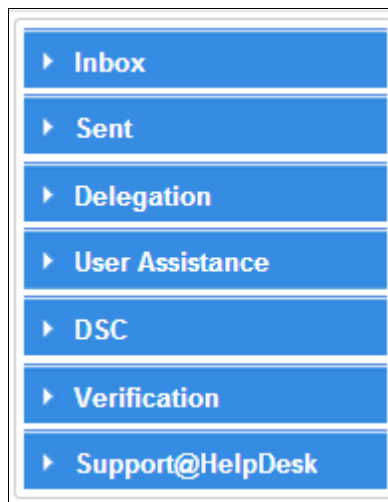 Inbox
Sent
Delegation
User Assistance
DSC
Verification
Support@HelpDesk